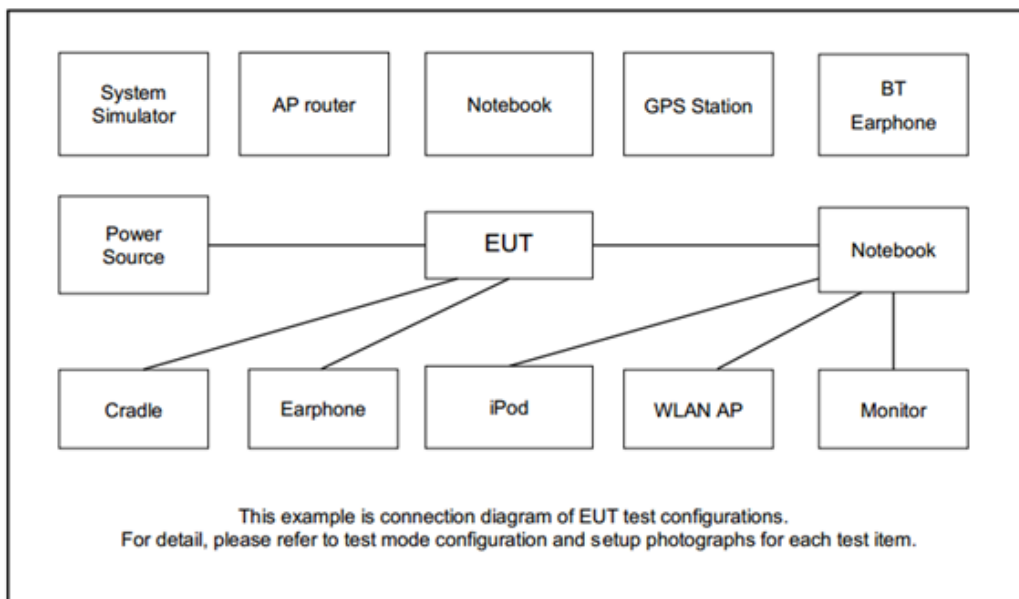 System
Simulator
AP router
Notebook
GPS Station
BT
Earphone
Power
Source
EUT
Notebook
Cradle
Earphone
iPod
WLAN AP
Monitor
This example is connection diagram of EUT test configurations.
For detail, please refer to test mode configuration and setup photographs for each test item.